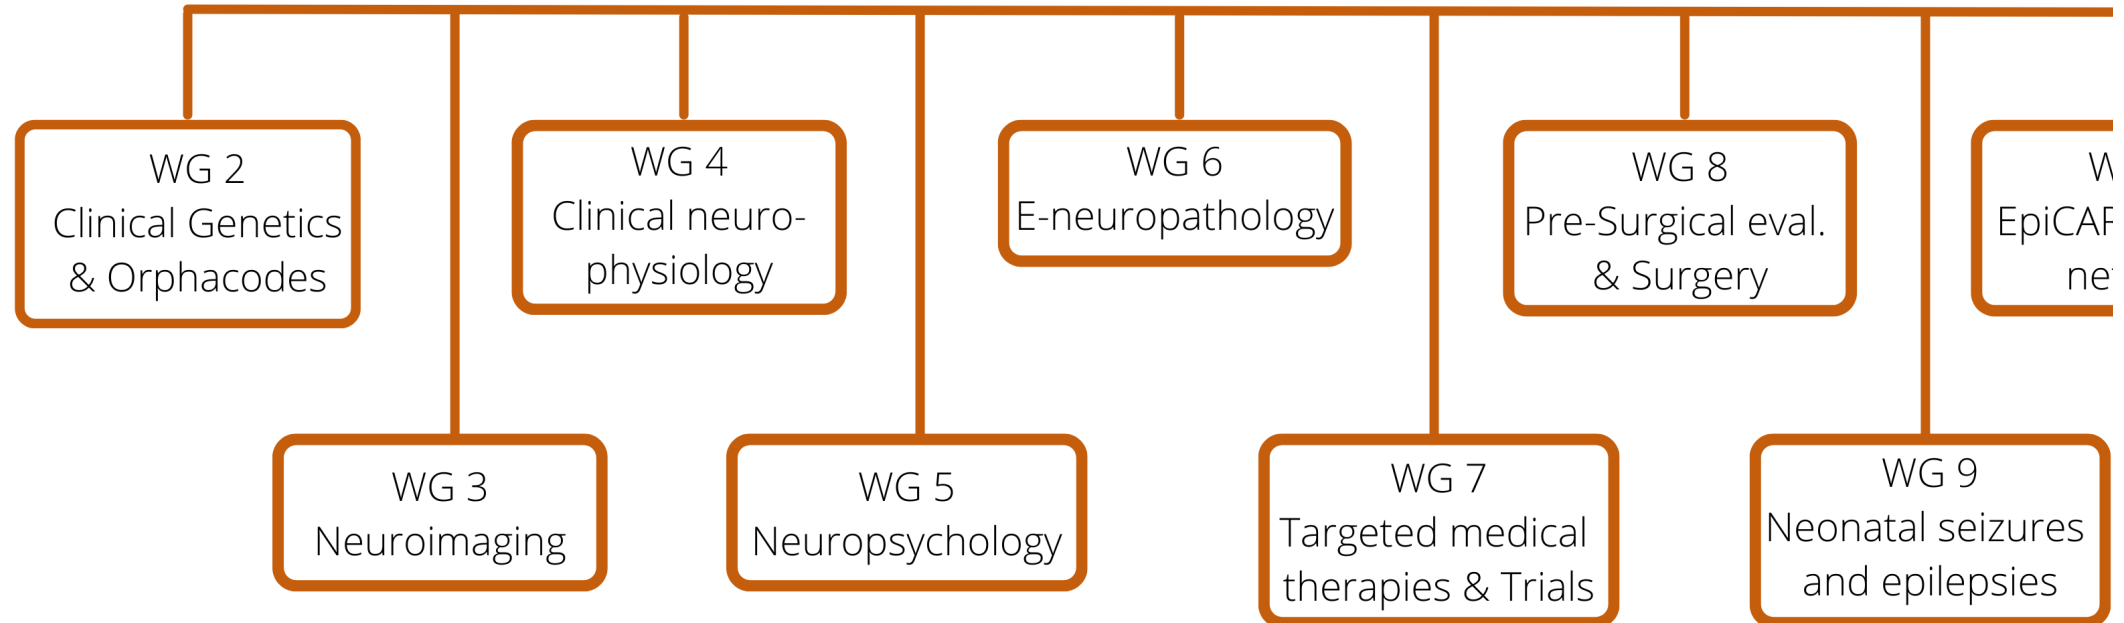 WG 2
Clinical Genetics
& Orphacodes
WG 4
Clinical neuro-
physiology
WG 6
E-neuropathology
WG 8
Pre-Surgical eval.
& Surgery
WG 3
Neuroimaging
WG 5
Neuropsychology
WG 7
Targeted medical
therapies & Trials
WG 9
Neonatal seizures
and epilepsies